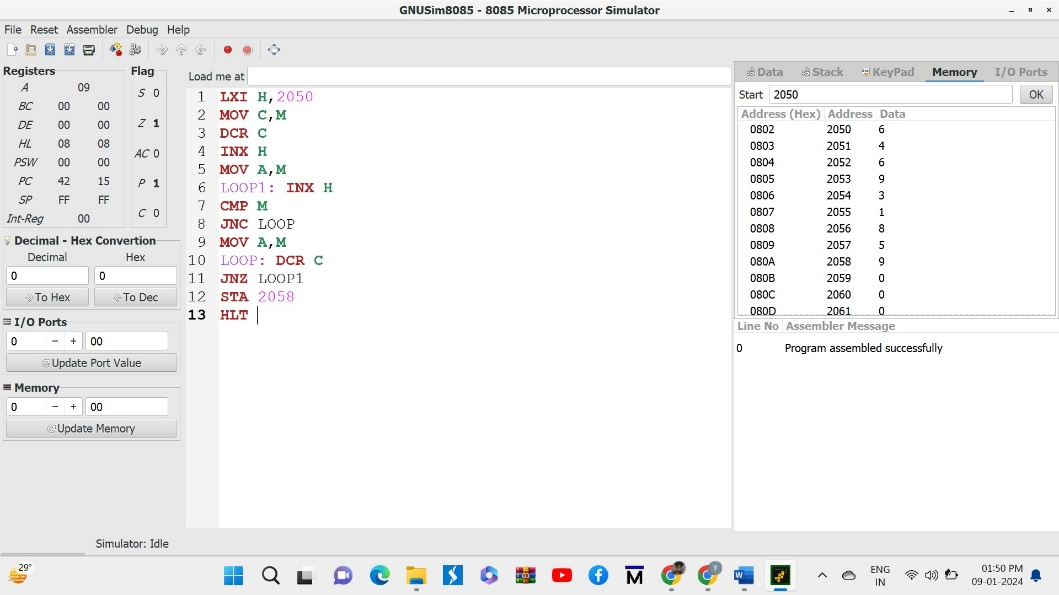 GNUSim8085 - 8085 Microprocessor Simulator
File Reset Assembler Debug Help
Registers
A 09
BC 00 00
DE 00 00
HL 08 08
PSW 00 00
PC 42 15
SP FF FF
Int-Reg 00
Flag
S 0
Z 1
AC 0
P 1
C 0
Decimal - Hex Convertion
Decimal Hex
0 0
To Hex To Dec
I/O Ports
0 − + 00
Update Port Value
Memory
0 − + 00
Update Memory
Load me at
1 LXI H,2050
2 MOV C,M
3 DCR C
4 INX H
5 MOV A,M
6 LOOP1: INX H
7 CMP M
8 JNC LOOP
9 MOV A,M
10 LOOP: DCR C
11 JNZ LOOP1
12 STA 2058
13 HLT
Data Stack KeyPad Memory I/O Ports
Start 2050 OK
Address (Hex) Address Data
0802 2050 6
0803 2051 4
0804 2052 6
0805 2053 9
0806 2054 3
0807 2055 1
0808 2056 8
0809 2057 5
080A 2058 9
080B 2059 0
080C 2060 0
080D 2061 0
Line No Assembler Message
0 Program assembled successfully
Simulator: Idle
29°
ENG
IN
01:50 PM
09-01-2024